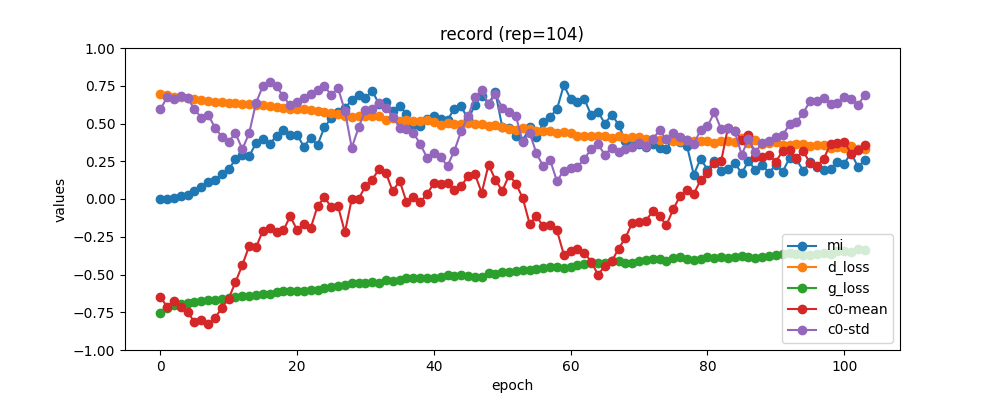 record (rep=104)
1.00
0.75
0.50
0.25
0.00
−0.25
−0.50
−0.75
−1.00
values
0
20
40
60
80
100
epoch
mi
d_loss
g_loss
c0-mean
c0-std